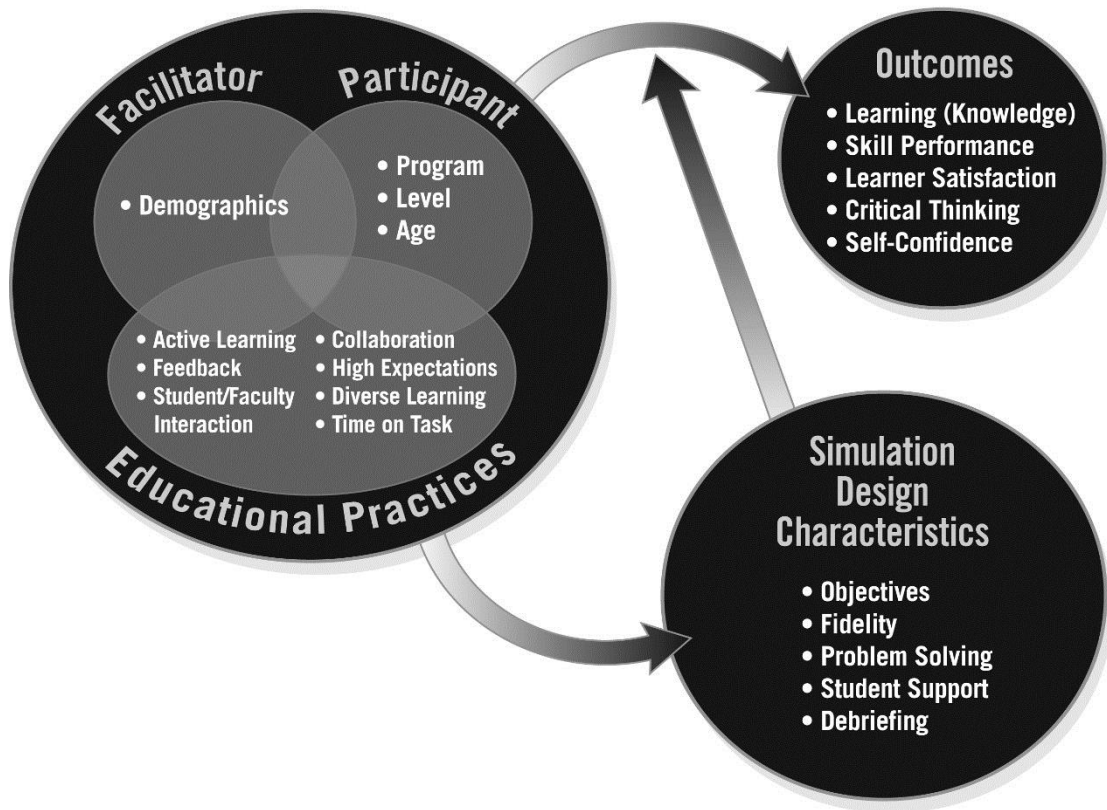 Facilitator
Participant
• Demographics
• Program
• Level
• Age
• Active Learning
• Feedback
• Student/Faculty
Interaction
• Collaboration
• High Expectations
• Diverse Learning
• Time on Task
Educational Practices
Outcomes
• Learning (Knowledge)
• Skill Performance
• Learner Satisfaction
• Critical Thinking
• Self-Confidence
Simulation
Design
Characteristics
• Objectives
• Fidelity
• Problem Solving
• Student Support
• Debriefing